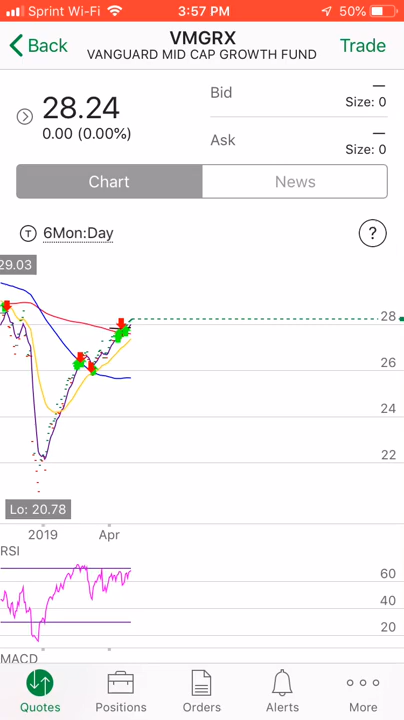 Sprint Wi-Fi 3:57 PM 50%
Back VMGRX Trade
VANGUARD MID CAP GROWTH FUND
28.24
0.00 (0.00%)
Bid —
Size: 0
Ask —
Size: 0
Chart News
T 6Mon:Day ?
29.03
28
26
24
22
Lo: 20.78
2019 Apr
RSI
60
40
20
MACD
Quotes Positions Orders Alerts More